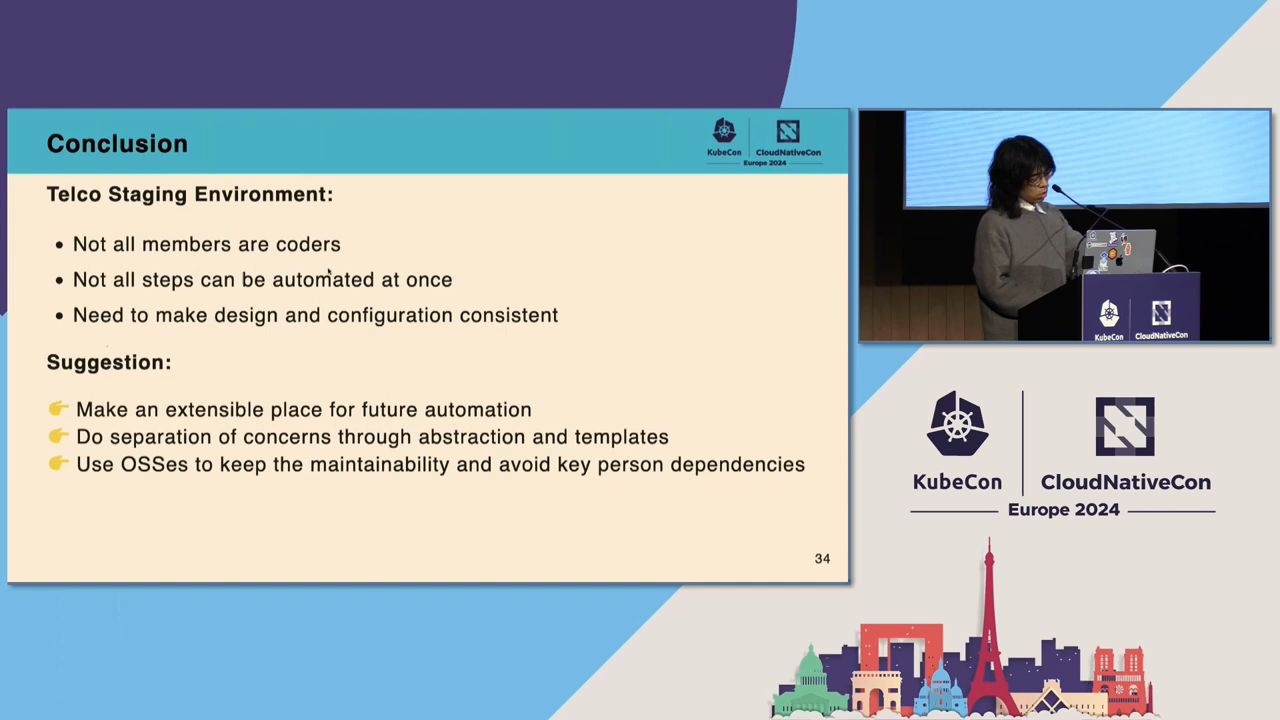 Conclusion
KubeCon
CloudNativeCon
Europe 2024
Telco Staging Environment:
• Not all members are coders
• Not all steps can be automated at once
• Need to make design and configuration consistent
Suggestion:
👉 Make an extensible place for future automation
👉 Do separation of concerns through abstraction and templates
👉 Use OSSes to keep the maintainability and avoid key person dependencies
34
KubeCon
CloudNativeCon
KubeCon
CloudNativeCon
Europe 2024